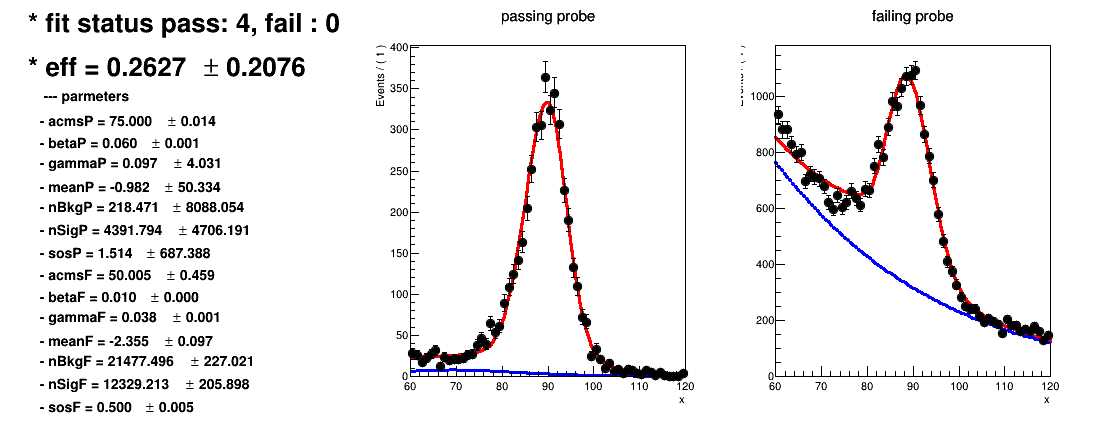 * fit status pass: 4, fail : 0
* eff = 0.2627 ± 0.2076
--- parmeters
- acmsP = 75.000 ± 0.014
- betaP = 0.060 ± 0.001
- gammaP = 0.097 ± 4.031
- meanP = -0.982 ± 50.334
- nBkgP = 218.471 ± 8088.054
- nSigP = 4391.794 ± 4706.191
- sosP = 1.514 ± 687.388
- acmsF = 50.005 ± 0.459
- betaF = 0.010 ± 0.000
- gammaF = 0.038 ± 0.001
- meanF = -2.355 ± 0.097
- nBkgF = 21477.496 ± 227.021
- nSigF = 12329.213 ± 205.898
- sosF = 0.500 ± 0.005
passing probe
Events / ( 1 )
400
350
300
250
200
150
100
50
0
60 70 80 90 100 110 120
x
failing probe
1000
800
600
400
200
0
60 70 80 90 100 110 120
x